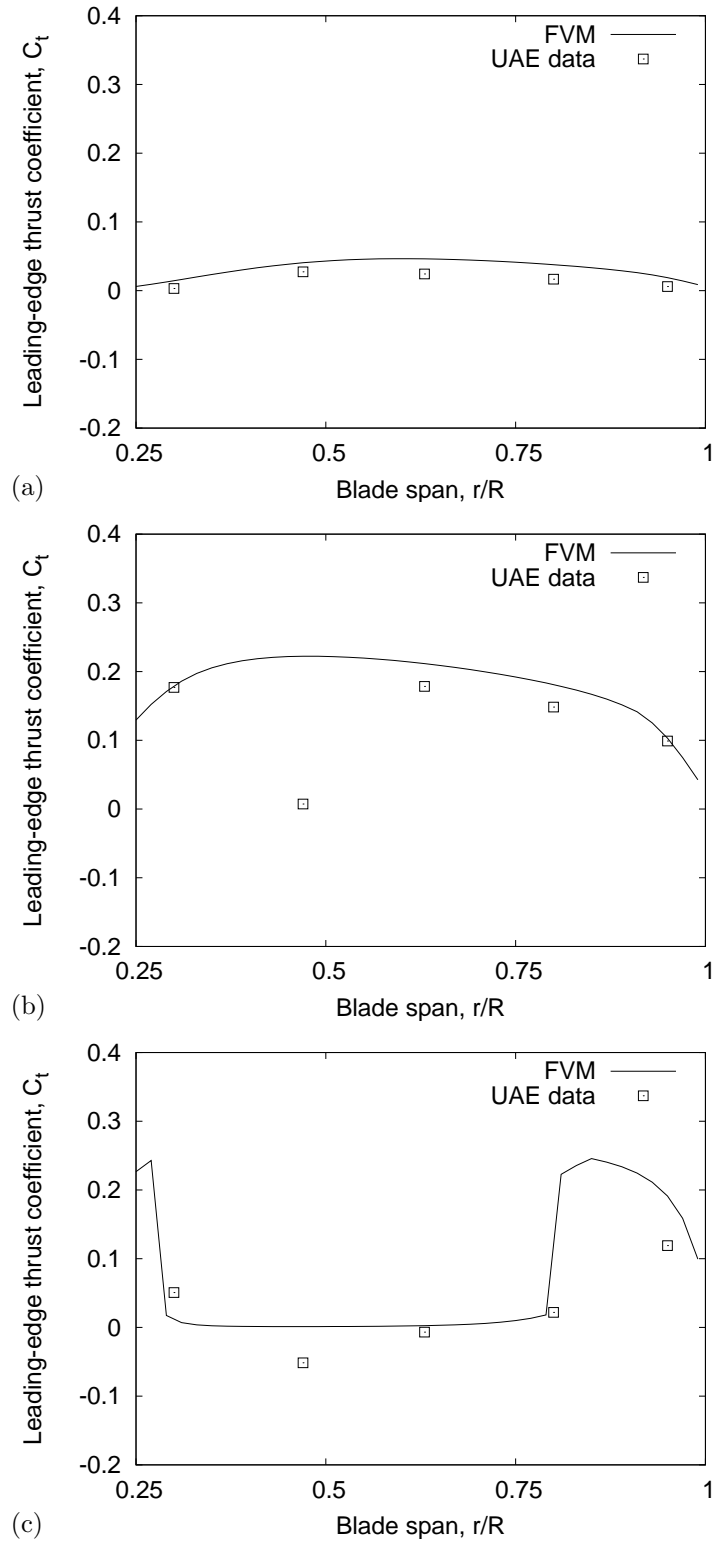 0.4
FVM
UAE data
0.3
0.2
0.1
0
-0.1
-0.2
Leading-edge thrust coefficient, Ct
0.25 0.5 0.75 1
Blade span, r/R
(a)
0.4
FVM
UAE data
0.3
0.2
0.1
0
-0.1
-0.2
Leading-edge thrust coefficient, Ct
0.25 0.5 0.75 1
Blade span, r/R
(b)
0.4
FVM
UAE data
0.3
0.2
0.1
0
-0.1
-0.2
Leading-edge thrust coefficient, Ct
0.25 0.5 0.75 1
Blade span, r/R
(c)